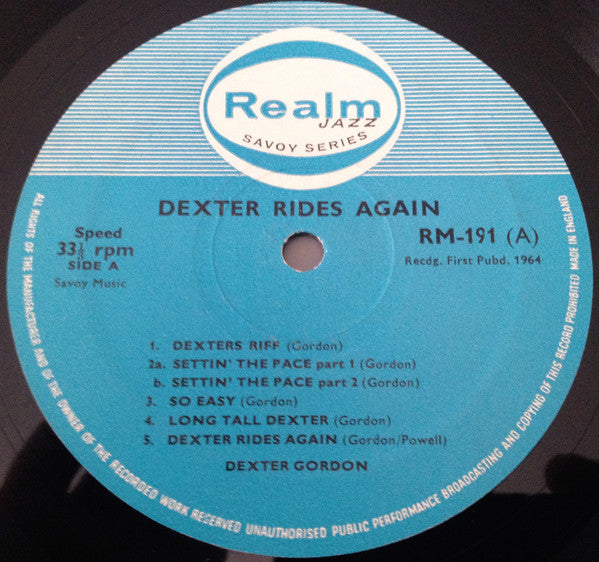 Realm
JAZZ
SAVOY SERIES
DEXTER RIDES AGAIN
Speed
33⅓ rpm
SIDE A
Savoy Music
RM-191 (A)
Recdg. First Pubd. 1964
1. DEXTERS RIFF (Gordon)
2a. SETTIN' THE PACE part 1 (Gordon)
b. SETTIN' THE PACE part 2 (Gordon)
3. SO EASY (Gordon)
4. LONG TALL DEXTER (Gordon)
5. DEXTER RIDES AGAIN (Gordon/Powell)
DEXTER GORDON
ALL RIGHTS OF THE MANUFACTURER AND OF THE OWNER OF THE RECORDED WORK RESERVED UNAUTHORISED PUBLIC PERFORMANCE BROADCASTING AND COPYING OF THIS RECORD PROHIBITED MADE IN ENGLAND